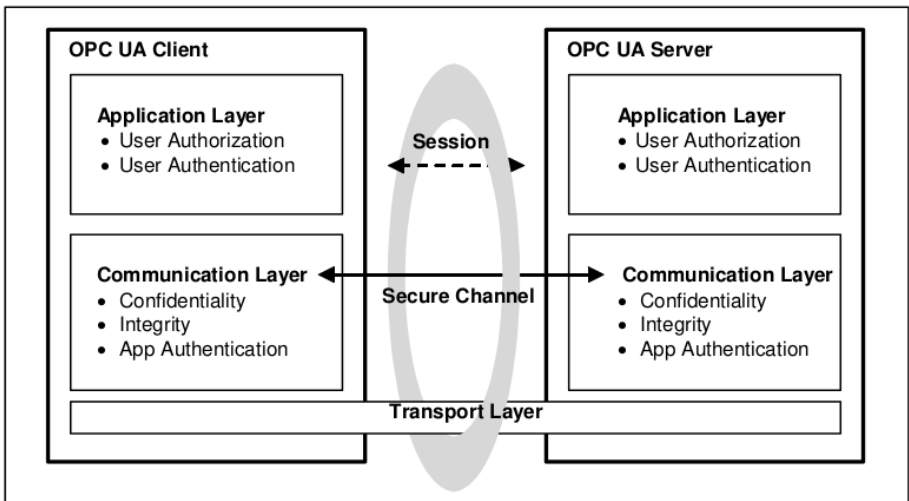 OPC UA Client
Application Layer
• User Authorization
• User Authentication
Communication Layer
• Confidentiality
• Integrity
• App Authentication
Session
Secure Channel
Transport Layer
OPC UA Server
Application Layer
• User Authorization
• User Authentication
Communication Layer
• Confidentiality
• Integrity
• App Authentication